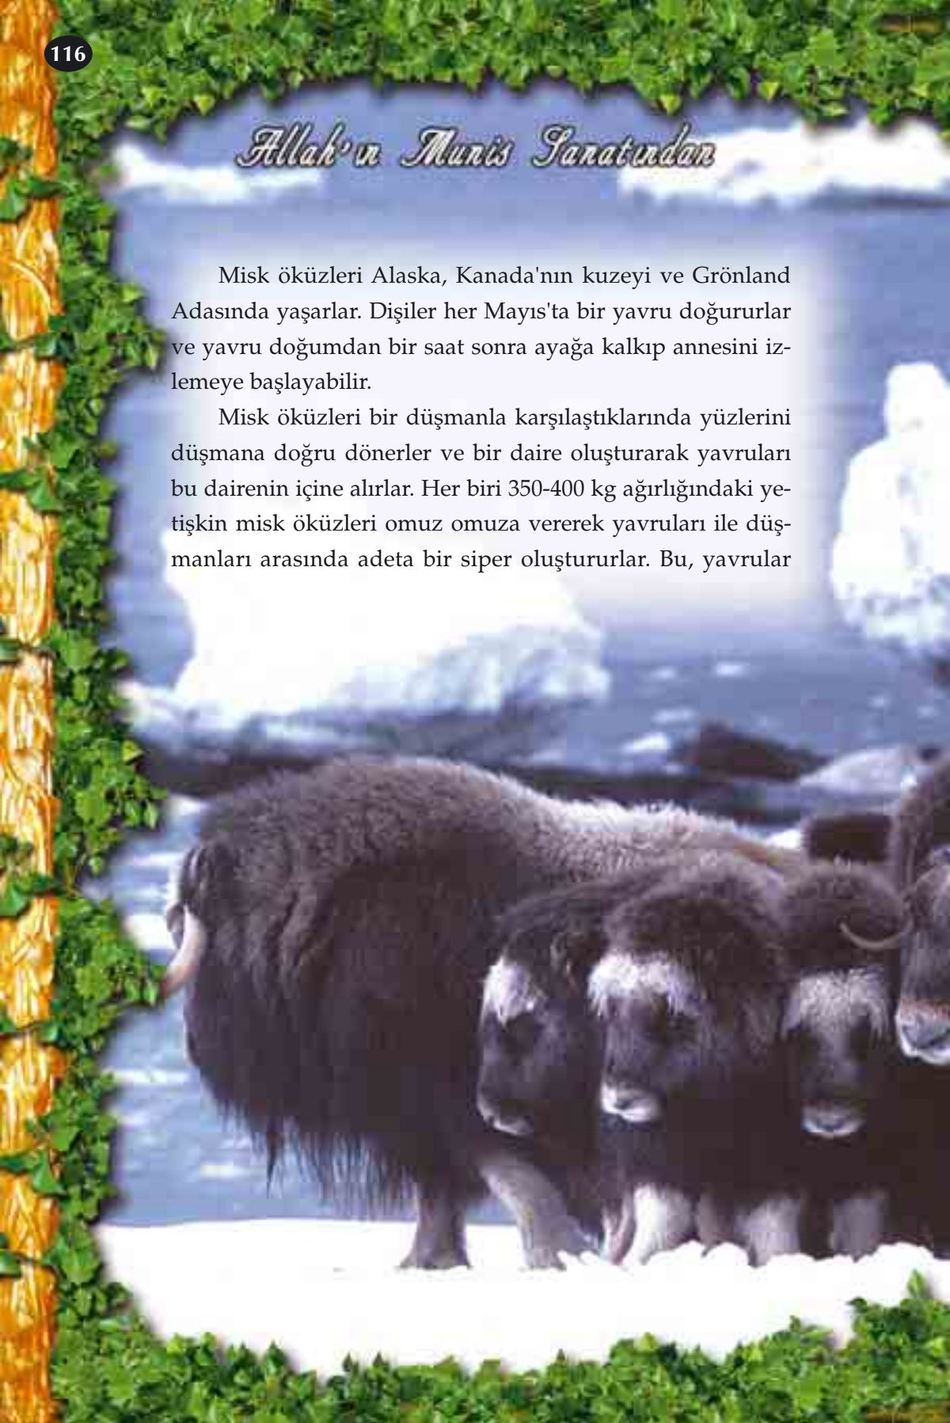 116
Allah'ın Munis Sanatından
Misk öküzleri Alaska, Kanada'nın kuzeyi ve Grönland
Adasında yaşarlar. Dişiler her Mayıs'ta bir yavru doğururlar
ve yavru doğumdan bir saat sonra ayağa kalkıp annesini iz-
lemeye başlayabilir.
Misk öküzleri bir düşmanla karşılaştıklarında yüzlerini
düşmana doğru dönerler ve bir daire oluşturarak yavruları
bu dairenin içine alırlar. Her biri 350-400 kg ağırlığındaki ye-
tişkin misk öküzleri omuz omuza vererek yavruları ile düş-
manları arasında adeta bir siper oluştururlar. Bu, yavrular